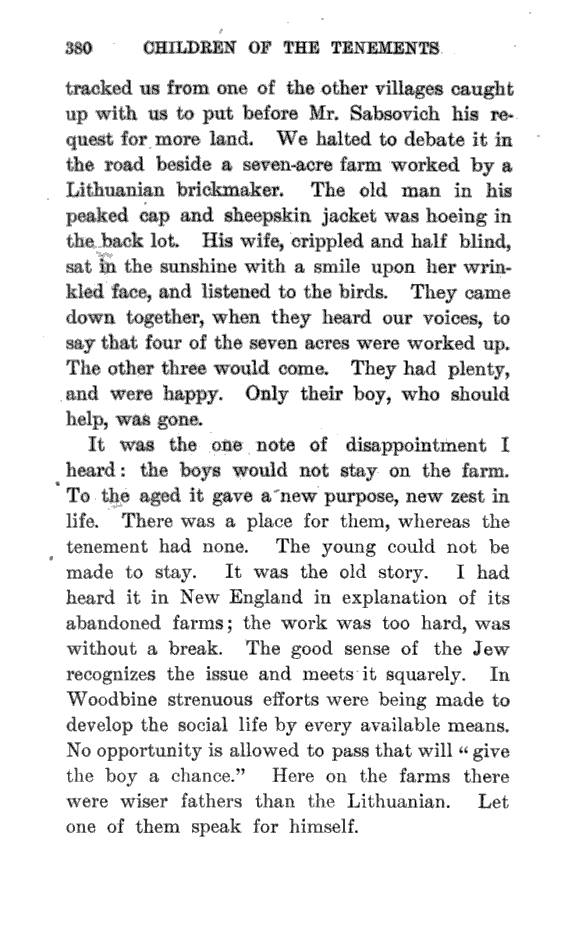 380 CHILDREN OF THE TENEMENTS
tracked us from one of the other villages caught
up with us to put before Mr. Sabsovich his re-
quest for more land. We halted to debate it in
the road beside a seven-acre farm worked by a
Lithuanian brickmaker. The old man in his
peaked cap and sheepskin jacket was hoeing in
the back lot. His wife, crippled and half blind,
sat in the sunshine with a smile upon her wrin-
kled face, and listened to the birds. They came
down together, when they heard our voices, to
say that four of the seven acres were worked up.
The other three would come. They had plenty,
and were happy. Only their boy, who should
help, was gone.
It was the one note of disappointment I
heard: the boys would not stay on the farm.
To the aged it gave a new purpose, new zest in
life. There was a place for them, whereas the
tenement had none. The young could not be
made to stay. It was the old story. I had
heard it in New England in explanation of its
abandoned farms; the work was too hard, was
without a break. The good sense of the Jew
recognizes the issue and meets it squarely. In
Woodbine strenuous efforts were being made to
develop the social life by every available means.
No opportunity is allowed to pass that will “give
the boy a chance.” Here on the farms there
were wiser fathers than the Lithuanian. Let
one of them speak for himself.